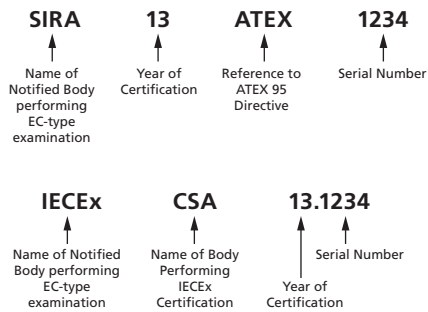 SIRA 13 ATEX 1234
Name of
Notified Body
performing
EC-type
examination
Year of
Certification
Reference to
ATEX 95
Directive
Serial Number
IECEx CSA 13.1234
Name of Notified
Body performing
EC-type
examination
Name of Body
Performing
IECEx
Certification
Year of
Certification
Serial Number